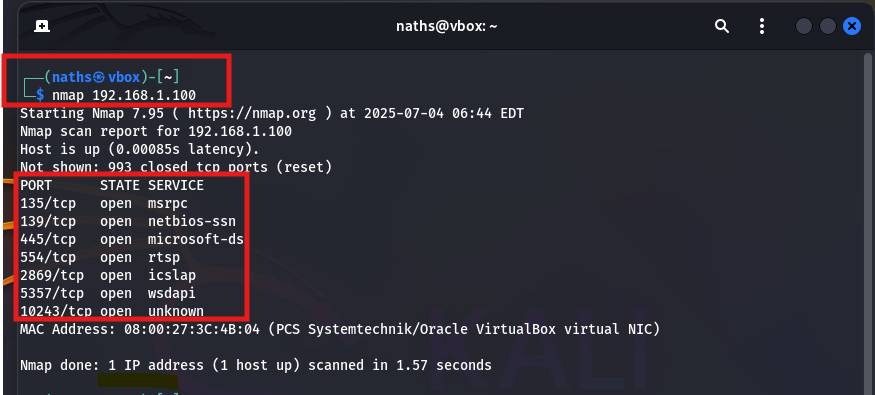 naths@vbox: ~
┌──(naths㉿vbox)-[~]
└─$ nmap 192.168.1.100
Starting Nmap 7.95 ( https://nmap.org ) at 2025-07-04 06:44 EDT
Nmap scan report for 192.168.1.100
Host is up (0.00085s latency).
Not shown: 993 closed tcp ports (reset)
PORT      STATE SERVICE
135/tcp   open  msrpc
139/tcp   open  netbios-ssn
445/tcp   open  microsoft-ds
554/tcp   open  rtsp
2869/tcp  open  icslap
5357/tcp  open  wsdapi
10243/tcp open  unknown
MAC Address: 08:00:27:3C:4B:04 (PCS Systemtechnik/Oracle VirtualBox virtual NIC)
Nmap done: 1 IP address (1 host up) scanned in 1.57 seconds
KALI